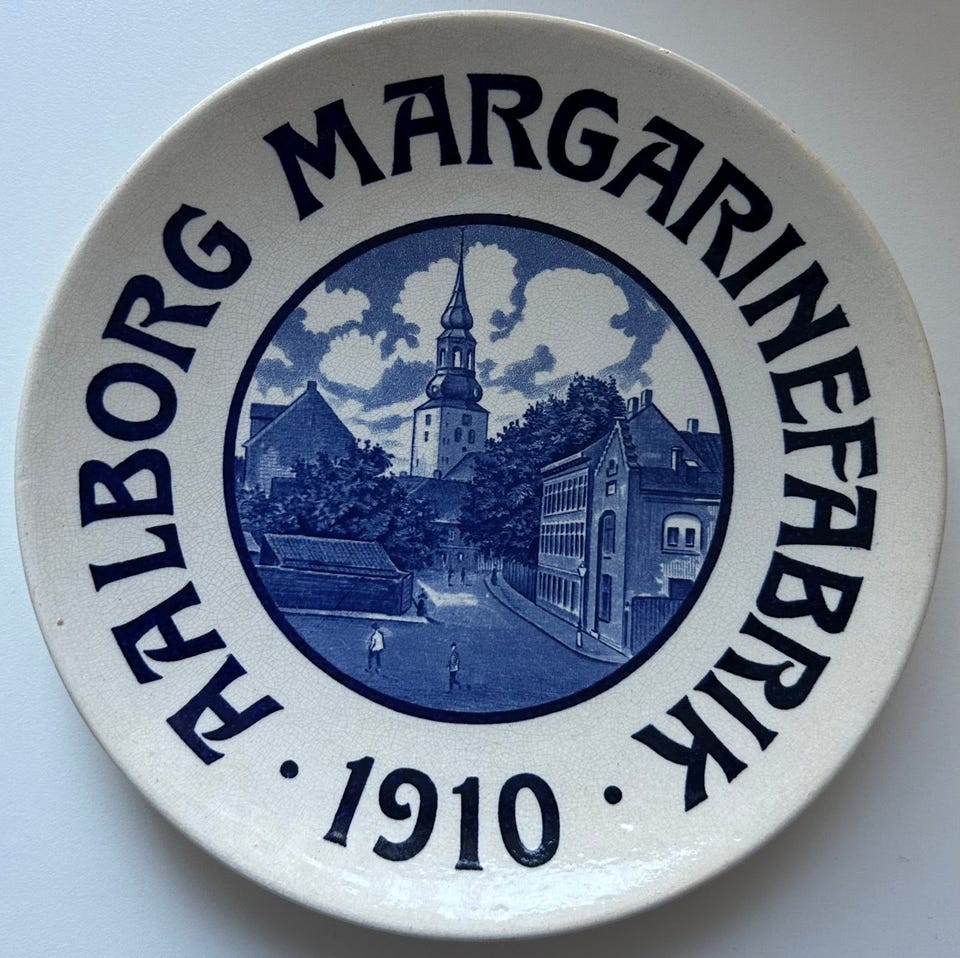 AALBORG MARGARINEFABRIK
· 1910 ·